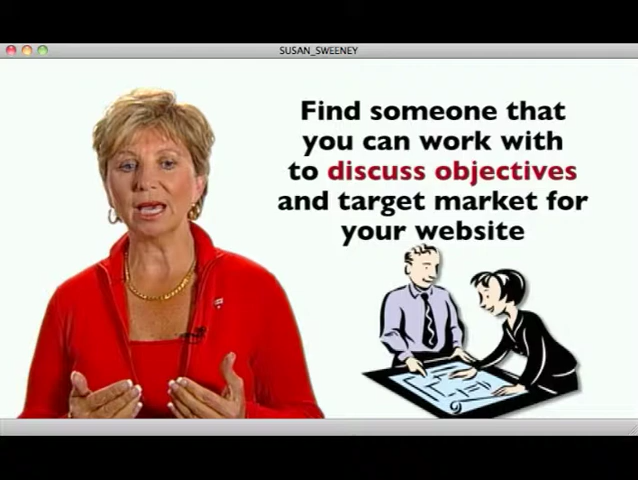 SUSAN_SWEENEY
Find someone that
you can work with
to discuss objectives
and target market for
your website